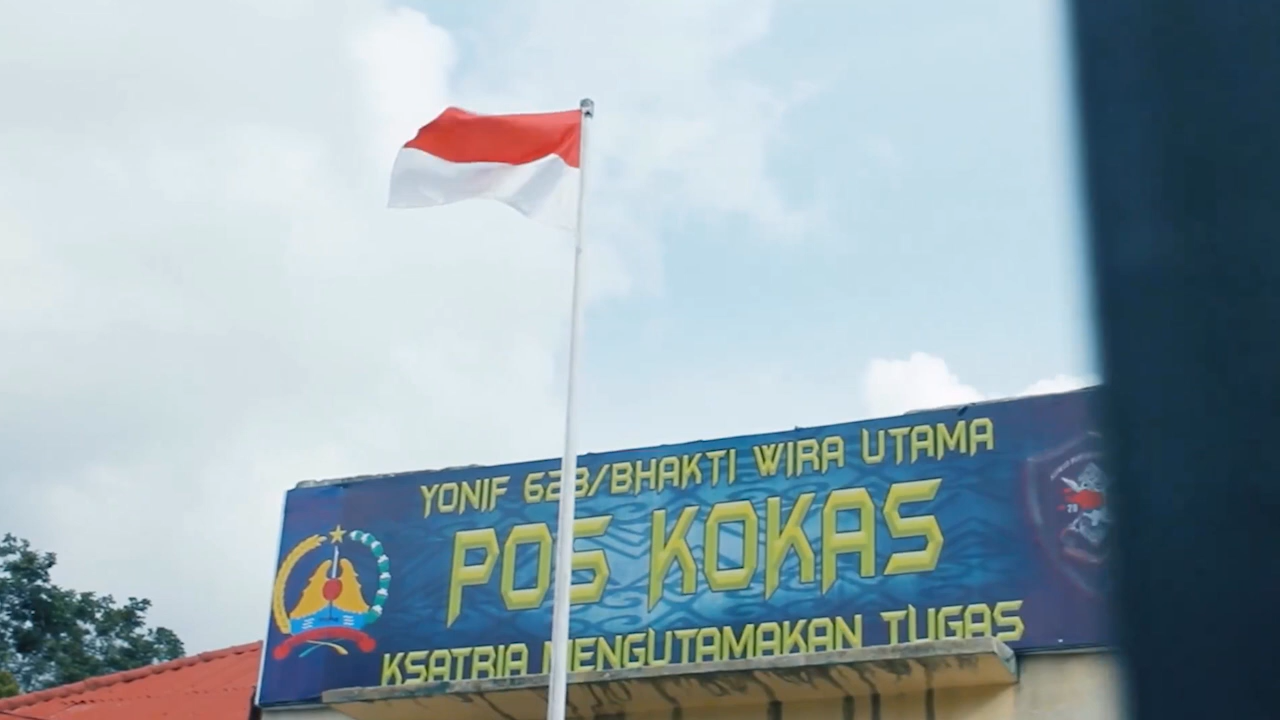 YONIF 623/BHAKTI WIRA UTAMA
POS KOKAS
KSATRIA MENGUTAMAKAN TUGAS